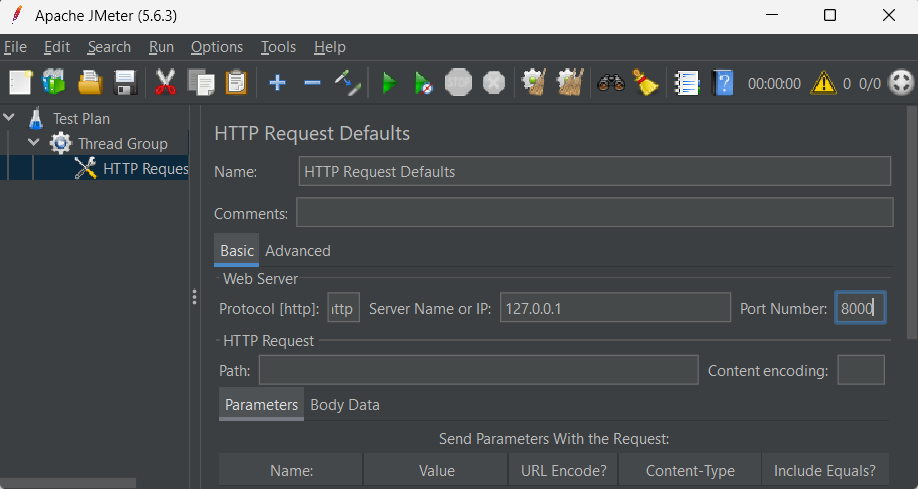 Apache JMeter (5.6.3)
File Edit Search Run Options Tools Help
STOP 00:00:00 0 0/0
Test Plan
Thread Group
HTTP Reques
HTTP Request Defaults
Name: HTTP Request Defaults
Comments:
Basic Advanced
Web Server
Protocol [http]: http Server Name or IP: 127.0.0.1 Port Number: 8000
HTTP Request
Path: Content encoding:
Parameters Body Data
Send Parameters With the Request:
Name: Value URL Encode? Content-Type Include Equals?